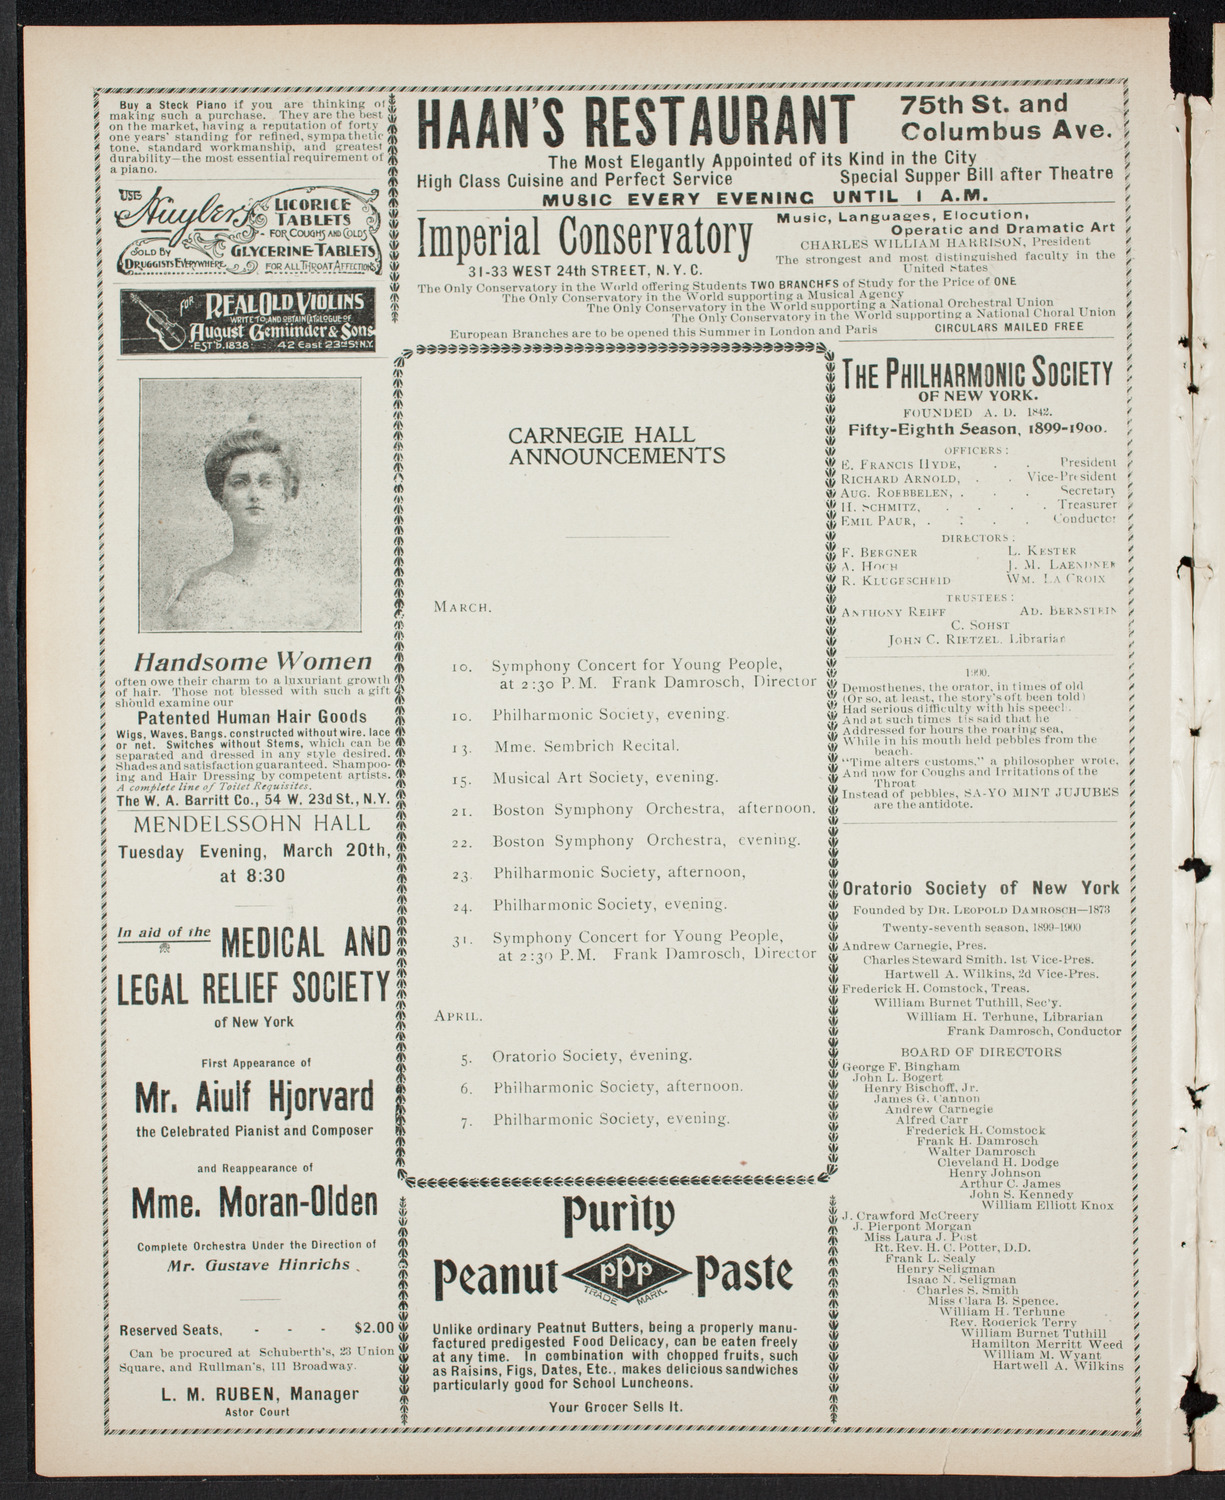 Buy a Steck Piano if you are thinking of
making such a purchase. They are the best
on the market, having a reputation of forty
one years' standing for refined, sympathetic
tone, standard workmanship, and greatest
durability—the most essential requirement of
a piano.
USE
Huyler's
LICORICE
TABLETS
FOR COUGHS AND COLDS
SOLD BY
DRUGGISTS EVERYWHERE
GLYCERINE TABLETS
FOR ALL THROAT AFFECTIONS
FOR REAL OLD VIOLINS
WRITE TO AND OBTAIN CATALOGUE OF
August Gemünder & Sons
EST'D. 1838 42 East 23rd St. N.Y.
Handsome Women
often owe their charm to a luxuriant growth
of hair. Those not blessed with such a gift
should examine our
Patented Human Hair Goods
Wigs, Waves, Bangs, constructed without wire, lace
or net. Switches without Stems, which can be
separated and dressed in any style desired.
Shades and satisfaction guaranteed. Shampoo-
ing and Hair Dressing by competent artists.
A complete line of Toilet Requisites.
The W. A. Barritt Co., 54 W. 23d St., N.Y.
MENDELSSOHN HALL
Tuesday Evening, March 20th,
at 8:30
In aid of the MEDICAL AND
LEGAL RELIEF SOCIETY
of New York
First Appearance of
Mr. Aiulf Hjorvard
the Celebrated Pianist and Composer
and Reappearance of
Mme. Moran-Olden
Complete Orchestra Under the Direction of
Mr. Gustave Hinrichs
Reserved Seats, - - - $2.00
Can be procured at Schuberth's, 23 Union
Square, and Rullman's, 111 Broadway.
L. M. RUBEN, Manager
Astor Court
HAAN'S RESTAURANT
75th St. and
Columbus Ave.
The Most Elegantly Appointed of its Kind in the City
High Class Cuisine and Perfect Service Special Supper Bill after Theatre
MUSIC EVERY EVENING UNTIL 1 A.M.
Imperial Conservatory
31-33 WEST 24th STREET, N. Y. C.
Music, Languages, Elocution,
Operatic and Dramatic Art
CHARLES WILLIAM HARRISON, President
The strongest and most distinguished faculty in the
United States
The Only Conservatory in the World offering Students TWO BRANCHES of Study for the Price of ONE
The Only Conservatory in the World supporting a Musical Agency
The Only Conservatory in the World supporting a National Orchestral Union
The Only Conservatory in the World supporting a National Choral Union
European Branches are to be opened this Summer in London and Paris CIRCULARS MAILED FREE
CARNEGIE HALL
ANNOUNCEMENTS
MARCH.
10. Symphony Concert for Young People,
at 2:30 P.M. Frank Damrosch, Director
10. Philharmonic Society, evening.
13. Mme. Sembrich Recital.
15. Musical Art Society, evening.
21. Boston Symphony Orchestra, afternoon.
22. Boston Symphony Orchestra, evening.
23. Philharmonic Society, afternoon,
24. Philharmonic Society, evening.
31. Symphony Concert for Young People,
at 2:30 P.M. Frank Damrosch, Director
APRIL.
5. Oratorio Society, evening.
6. Philharmonic Society, afternoon.
7. Philharmonic Society, evening.
Purity
Peanut PPP Paste
TRADE MARK
Unlike ordinary Peatnut Butters, being a properly manu-
factured predigested Food Delicacy, can be eaten freely
at any time. In combination with chopped fruits, such
as Raisins, Figs, Dates, Etc., makes delicious sandwiches
particularly good for School Luncheons.
Your Grocer Sells It.
THE PHILHARMONIC SOCIETY
OF NEW YORK.
FOUNDED A. D. 1842.
Fifty-Eighth Season, 1899-1900.
OFFICERS:
E. FRANCIS HYDE, . . President
RICHARD ARNOLD, . . Vice-President
AUG. ROEBBELEN, . . . Secretary
H. SCHMITZ, . . . . Treasurer
EMIL PAUR, . . . . Conductor
DIRECTORS:
F. BERGNER L. KESTER
A. HOCH J. M. LAENDNER
R. KLUGESCHEID WM. LA CROIX
TRUSTEES:
ANTHONY REIFF AD. BERNSTEIN
C. SOHST
JOHN C. RIETZEL, Librarian
1900.
Demosthenes, the orator, in times of old
(Or so, at least, the story's oft been told)
Had serious difficulty with his speech.
And at such times tis said that he
Addressed for hours the roaring sea,
While in his mouth held pebbles from the
beach.
"Time alters customs," a philosopher wrote,
And now for Coughs and Irritations of the
Throat
Instead of pebbles, SA-YO MINT JUJUBES
are the antidote.
Oratorio Society of New York
Founded by DR. LEOPOLD DAMROSCH—1873
Twenty-seventh season, 1899-1900
Andrew Carnegie, Pres.
Charles Steward Smith, 1st Vice-Pres.
Hartwell A. Wilkins, 2d Vice-Pres.
Frederick H. Comstock, Treas.
William Burnet Tuthill, Sec'y.
William H. Terhune, Librarian
Frank Damrosch, Conductor
BOARD OF DIRECTORS
George F. Bingham
John L. Bogert
Henry Bischoff, Jr.
James G. Cannon
Andrew Carnegie
Alfred Carr
Frederick H. Comstock
Frank H. Damrosch
Walter Damrosch
Cleveland H. Dodge
Henry Johnson
Arthur C. James
John S. Kennedy
William Elliott Knox
J. Crawford McCreery
J. Pierpont Morgan
Miss Laura J. Post
Rt. Rev. H. C. Potter, D.D.
Frank L. Sealy
Henry Seligman
Isaac N. Seligman
Charles S. Smith
Miss Clara B. Spence.
William H. Terhune
Rev. Roderick Terry
William Burnet Tuthill
Hamilton Merritt Weed
William M. Wyant
Hartwell A. Wilkins